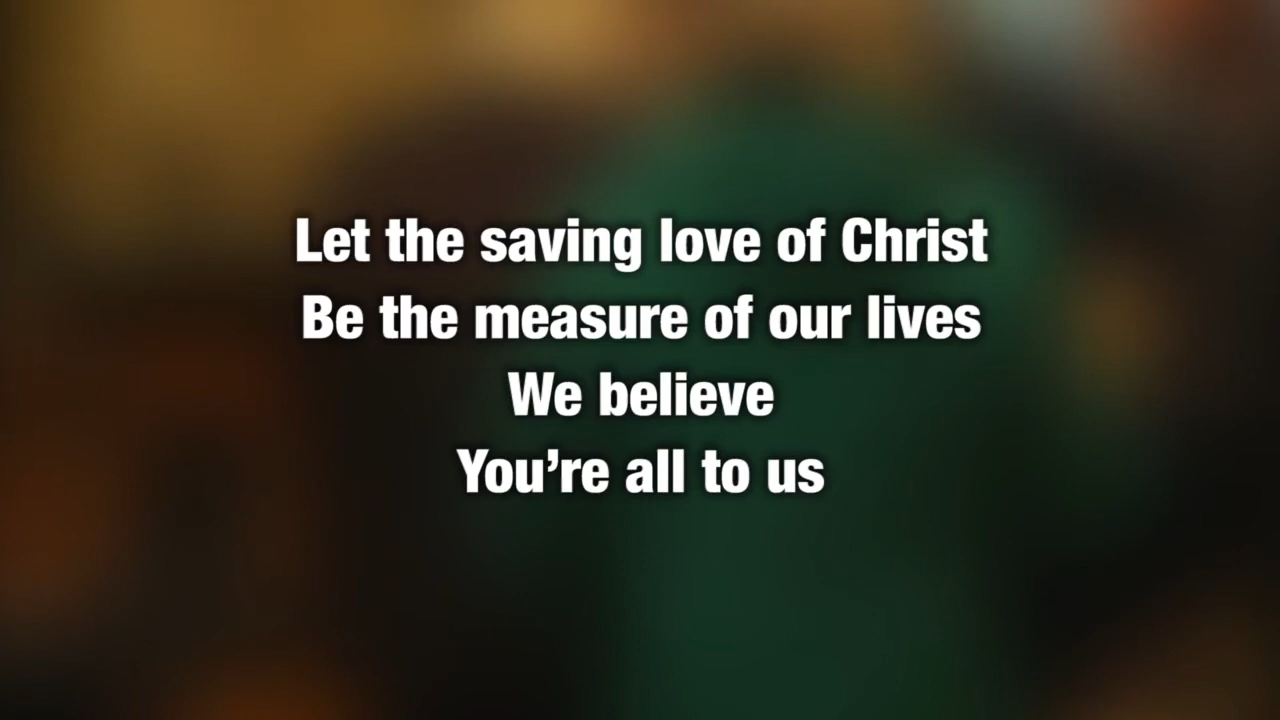 Let the saving love of Christ
Be the measure of our lives
We believe
You’re all to us